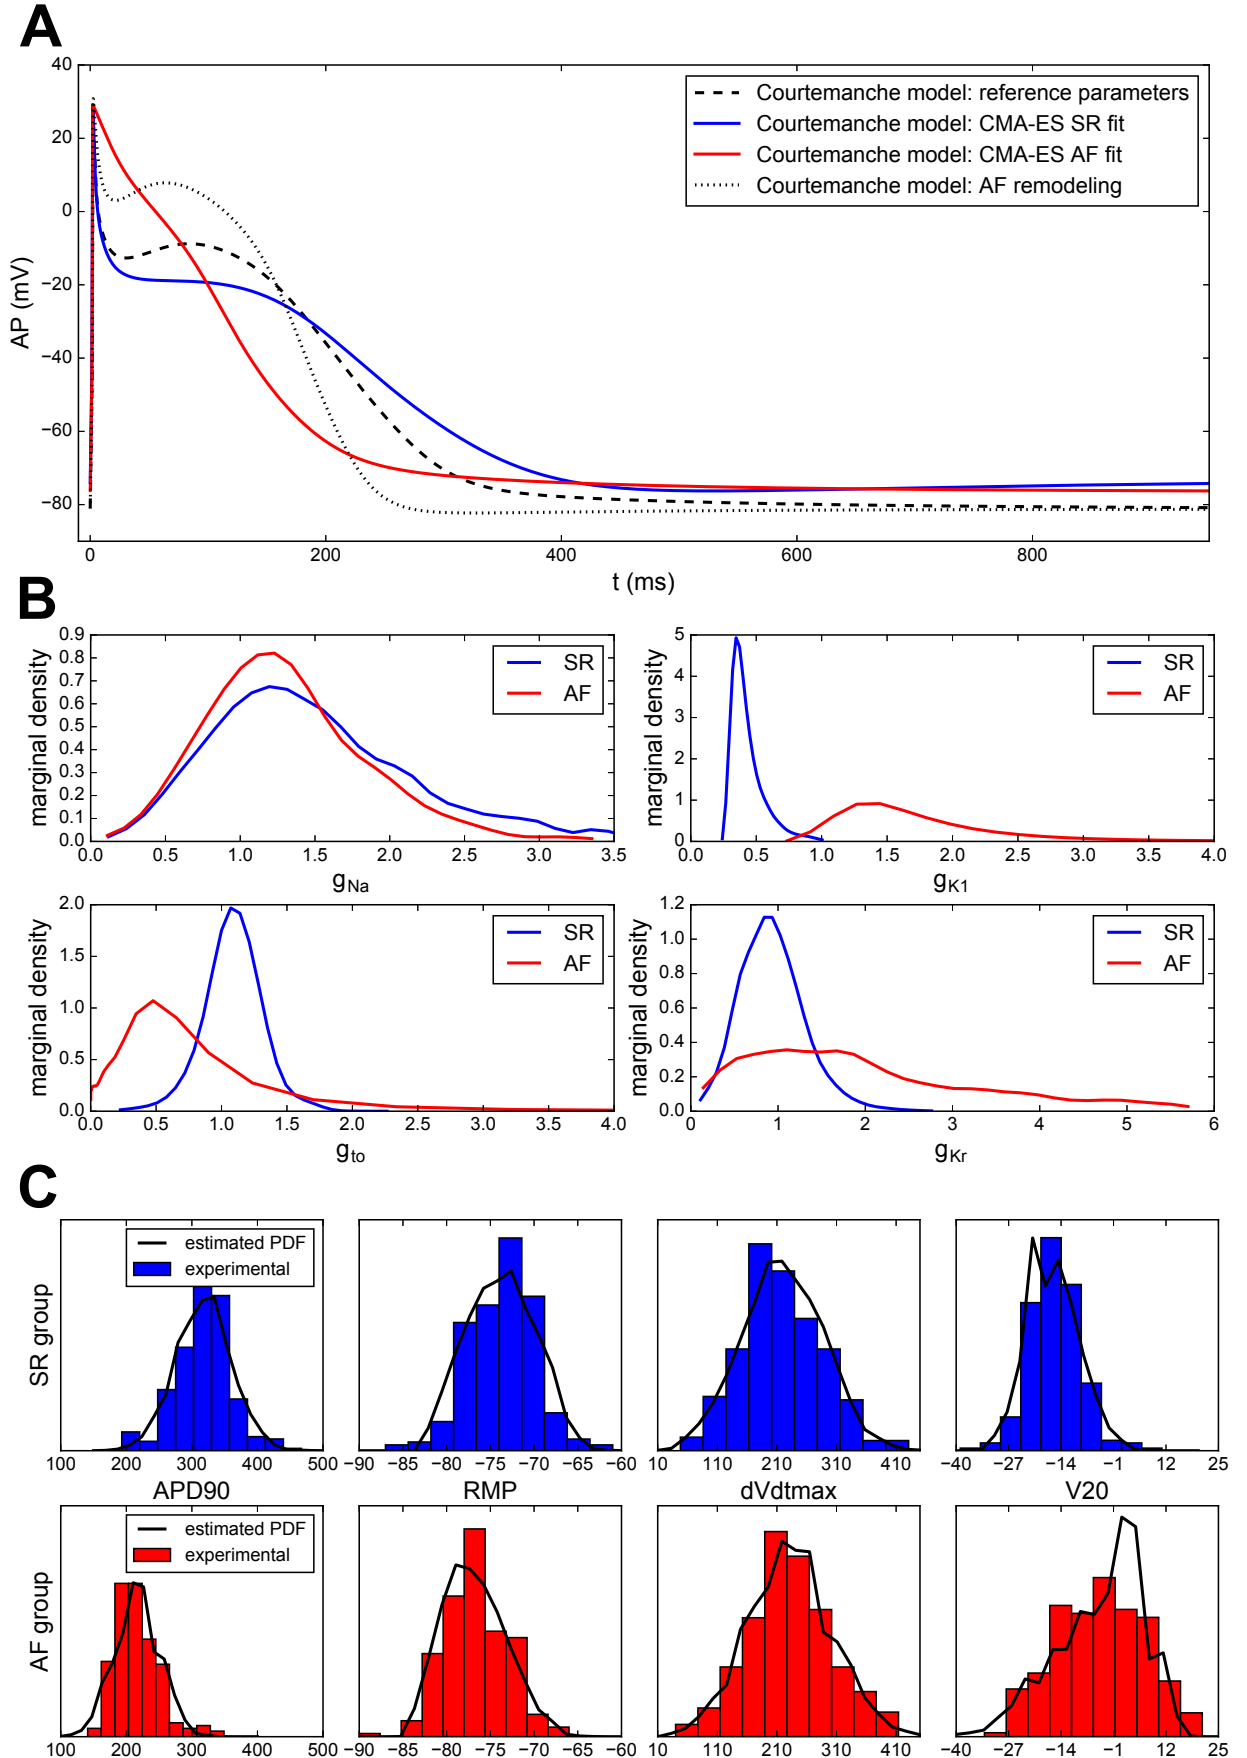 A
40
20
0
−20
−40
−60
−80
AP (mV)
Courtemanche model: reference parameters
Courtemanche model: CMA-ES SR fit
Courtemanche model: CMA-ES AF fit
Courtemanche model: AF remodeling
0 200 400 600 800
t (ms)
B
0.9
0.8
0.7
0.6
0.5
0.4
0.3
0.2
0.1
0.0
marginal density
SR
AF
0.0 0.5 1.0 1.5 2.0 2.5 3.0 3.5
gNa
5
4
3
2
1
0
marginal density
SR
AF
0.0 0.5 1.0 1.5 2.0 2.5 3.0 3.5 4.0
gK1
2.0
1.5
1.0
0.5
0.0
marginal density
SR
AF
0.0 0.5 1.0 1.5 2.0 2.5 3.0 3.5 4.0
gto
1.2
1.0
0.8
0.6
0.4
0.2
0.0
marginal density
SR
AF
0 1 2 3 4 5 6
gKr
C
SR group
estimated PDF
experimental
100 200 300 400 500
APD90
−90 −85 −80 −75 −70 −65 −60
RMP
10 110 210 310 410
dVdtmax
−40 −27 −14 −1 12 25
V20
AF group
estimated PDF
experimental
100 200 300 400 500
−90 −85 −80 −75 −70 −65 −60
10 110 210 310 410
−40 −27 −14 −1 12 25